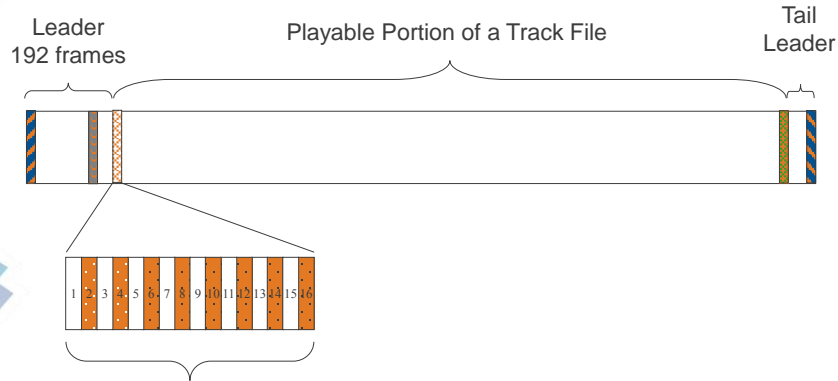 Leader
192 frames
Playable Portion of a Track File
Tail
Leader
1 2 3 4 5 6 7 8 9 10 11 12 13 14 15 16